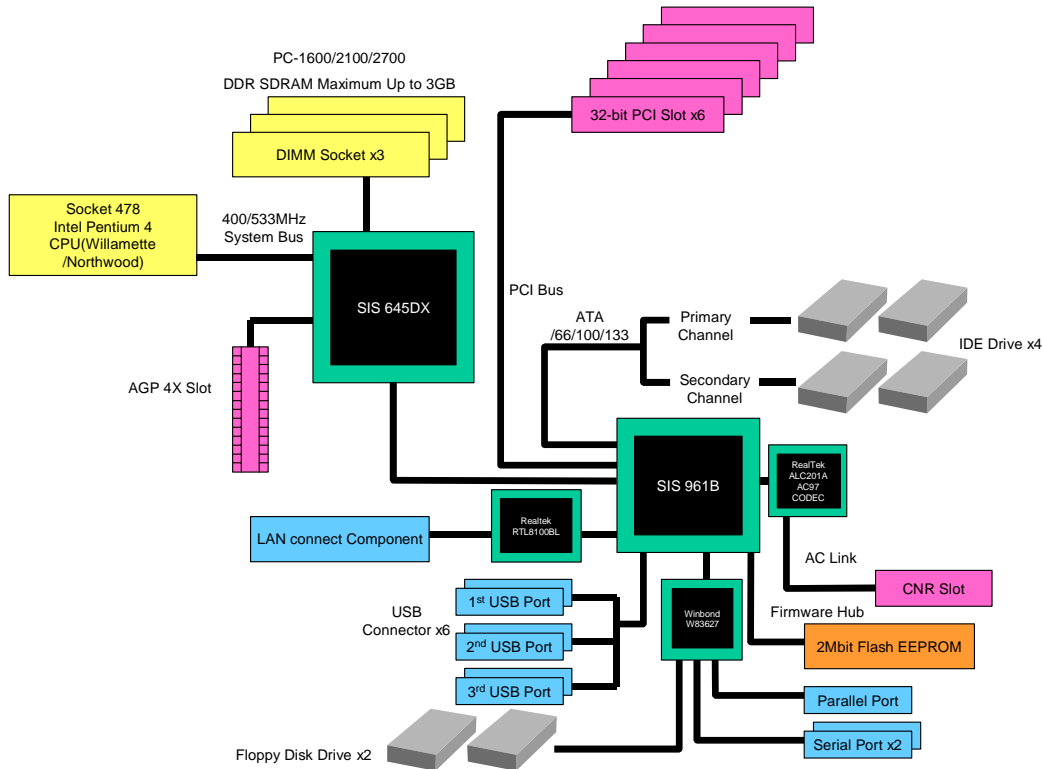 PC-1600/2100/2700
DDR SDRAM Maximum Up to 3GB
DIMM Socket x3
32-bit PCI Slot x6
Socket 478
Intel Pentium 4
CPU(Willamette
/Northwood)
400/533MHz
System Bus
SIS 645DX
PCI Bus
ATA
/66/100/133
Primary
Channel
Secondary
Channel
IDE Drive x4
AGP 4X Slot
SIS 961B
RealTek
ALC201A
AC97
CODEC
Realtek
RTL8100BL
LAN connect Component
AC Link
CNR Slot
USB
Connector x6
1st USB Port
2nd USB Port
3rd USB Port
Winbond
W83627
Firmware Hub
2Mbit Flash EEPROM
Parallel Port
Serial Port x2
Floppy Disk Drive x2